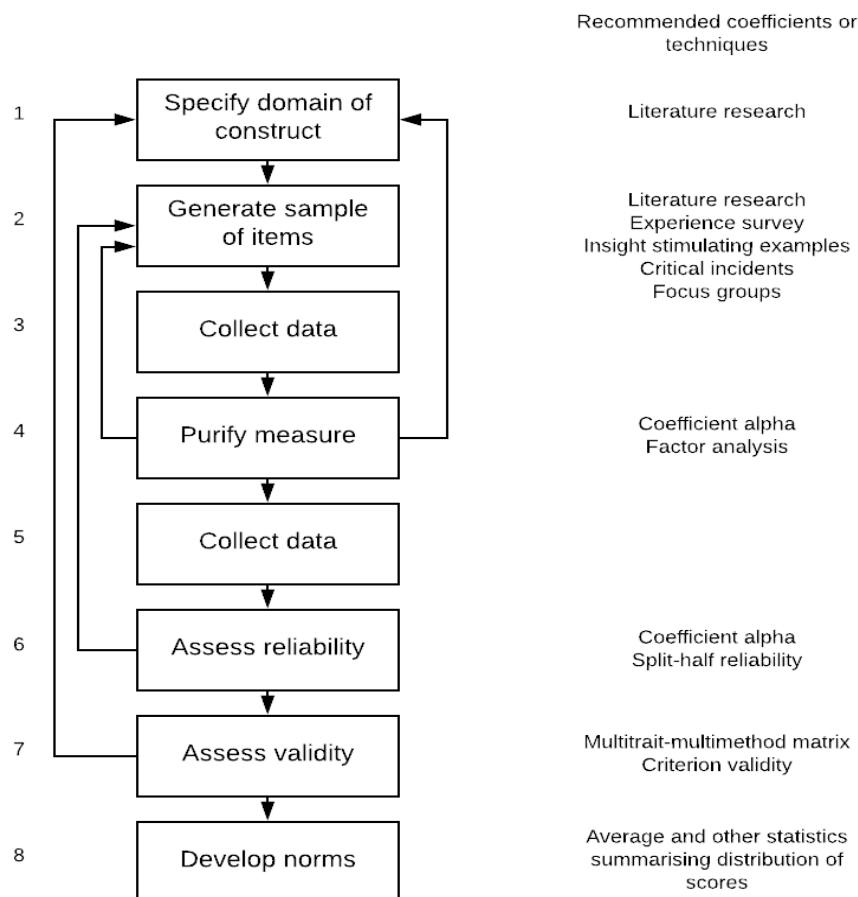 Recommended coefficients or
techniques
1
Specify domain of
construct
Literature research
2
Generate sample
of items
Literature research
Experience survey
Insight stimulating examples
Critical incidents
Focus groups
3
Collect data
4
Purify measure
Coefficient alpha
Factor analysis
5
Collect data
6
Assess reliability
Coefficient alpha
Split-half reliability
7
Assess validity
Multitrait-multimethod matrix
Criterion validity
8
Develop norms
Average and other statistics
summarising distribution of
scores